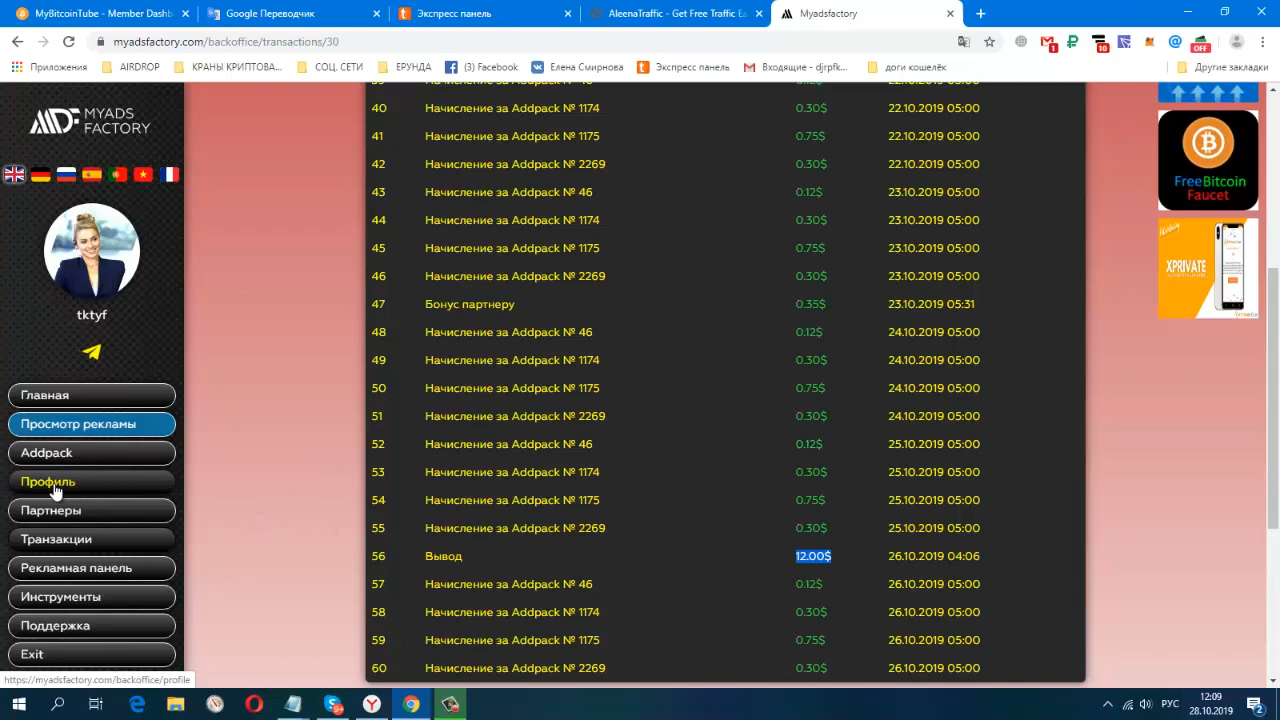 MyBitcoinTube - Member Dashb
Google Переводчик
Экспресс панель
AleenaTraffic - Get Free Traffic Ea
Myadsfactory
myadsfactory.com/backoffice/transactions/30
1
10
OFF
Приложения
AIRDROP
КРАНЫ КРИПТОВА...
СОЦ. СЕТИ
ЕРУНДА
(3) Facebook
Елена Смирнова
Экспресс панель
Входящие - djrpfk...
доги кошелёк
Другие закладки
MYADS
FACTORY
tktyf
Главная
Просмотр рекламы
Addpack
Профиль
Партнеры
Транзакции
Рекламная панель
Инструменты
Поддержка
Exit
https://myadsfactory.com/backoffice/profile
40 Начисление за Addpack № 1174 0.30$ 22.10.2019 05:00
41 Начисление за Addpack № 1175 0.75$ 22.10.2019 05:00
42 Начисление за Addpack № 2269 0.30$ 22.10.2019 05:00
43 Начисление за Addpack № 46 0.12$ 23.10.2019 05:00
44 Начисление за Addpack № 1174 0.30$ 23.10.2019 05:00
45 Начисление за Addpack № 1175 0.75$ 23.10.2019 05:00
46 Начисление за Addpack № 2269 0.30$ 23.10.2019 05:00
47 Бонус партнеру 0.35$ 23.10.2019 05:31
48 Начисление за Addpack № 46 0.12$ 24.10.2019 05:00
49 Начисление за Addpack № 1174 0.30$ 24.10.2019 05:00
50 Начисление за Addpack № 1175 0.75$ 24.10.2019 05:00
51 Начисление за Addpack № 2269 0.30$ 24.10.2019 05:00
52 Начисление за Addpack № 46 0.12$ 25.10.2019 05:00
53 Начисление за Addpack № 1174 0.30$ 25.10.2019 05:00
54 Начисление за Addpack № 1175 0.75$ 25.10.2019 05:00
55 Начисление за Addpack № 2269 0.30$ 25.10.2019 05:00
56 Вывод 12.00$ 26.10.2019 04:06
57 Начисление за Addpack № 46 0.12$ 26.10.2019 05:00
58 Начисление за Addpack № 1174 0.30$ 26.10.2019 05:00
59 Начисление за Addpack № 1175 0.75$ 26.10.2019 05:00
60 Начисление за Addpack № 2269 0.30$ 26.10.2019 05:00
FreeBitcoin
Faucet
XPRIVATE
РУС
12:09
28.10.2019
2